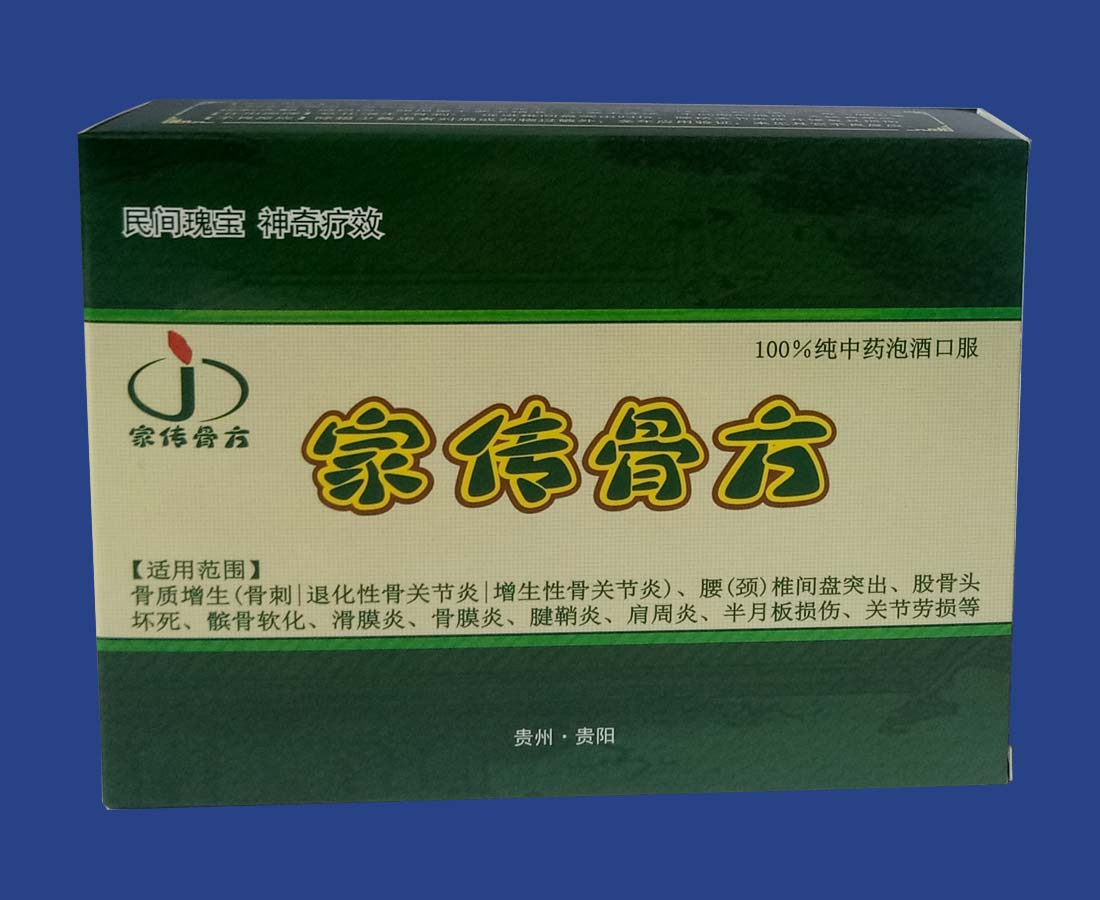 民间瑰宝 神奇疗效
100%纯中药泡酒口服
家传骨方
家传骨方
【适用范围】
骨质增生(骨刺|退化性骨关节炎|增生性骨关节炎)、腰(颈)椎间盘突出、股骨头
坏死、髌骨软化、滑膜炎、骨膜炎、腱鞘炎、肩周炎、半月板损伤、关节劳损等
贵州·贵阳